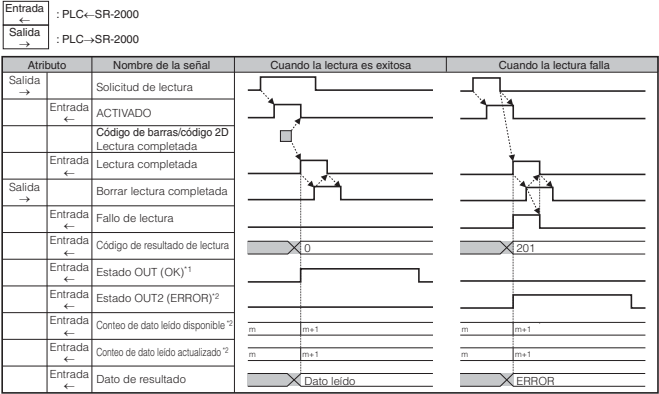 Entrada ← : PLC←SR-2000
Salida → : PLC→SR-2000
Atributo Nombre de la señal Cuando la lectura es exitosa Cuando la lectura falla
Salida → Solicitud de lectura
Entrada ← ACTIVADO
Código de barras/código 2D
Lectura completada
Entrada ← Lectura completada
Salida → Borrar lectura completada
Entrada ← Fallo de lectura
Entrada ← Código de resultado de lectura 0 201
Entrada ← Estado OUT (OK)*1
Entrada ← Estado OUT2 (ERROR)*2
Entrada ← Conteo de dato leído disponible*2 m m+1 m m+1
Entrada ← Conteo de dato leído actualizado*2 m m+1 m m+1
Entrada ← Dato de resultado Dato leído ERROR